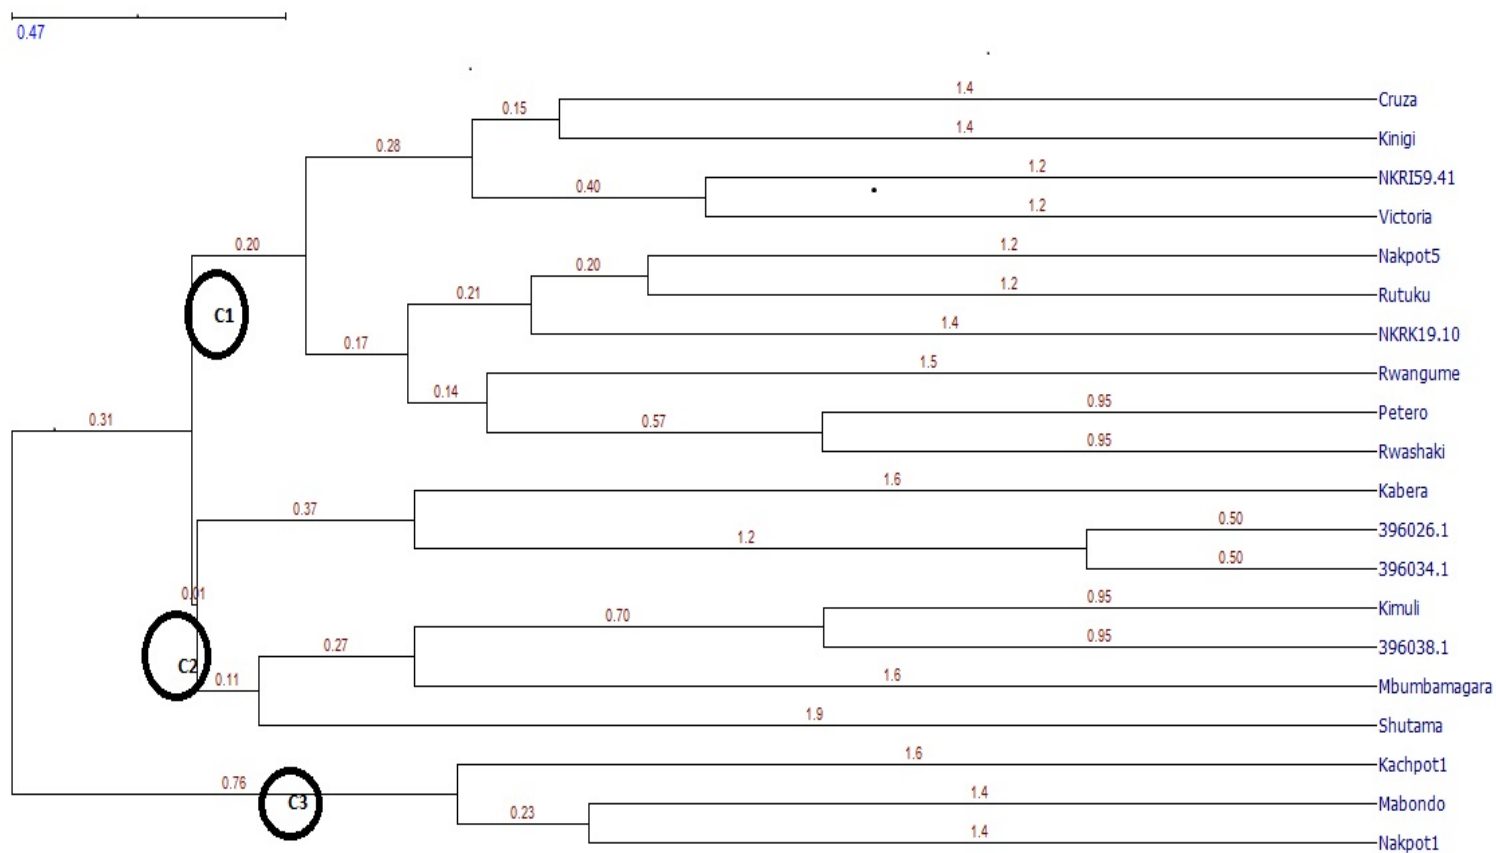 0.47
1.4
Cruza
0.15
1.4
Kinigi
0.28
1.2
NKRI59.41
0.40
1.2
Victoria
0.20
1.2
Nakpot5
0.20
1.2
Rutuku
0.21
C1
1.4
NKRK19.10
0.17
1.5
Rwangume
0.14
0.95
Petero
0.57
0.31
0.95
Rwashaki
1.6
Kabera
0.37
0.50
396026.1
1.2
0.50
396034.1
0.01
0.95
Kimuli
0.70
0.95
396038.1
0.27
C2
0.11
1.6
Mbumbamagara
1.9
Shutama
1.6
Kachpot1
0.76
C3
1.4
Mabondo
0.23
1.4
Nakpot1